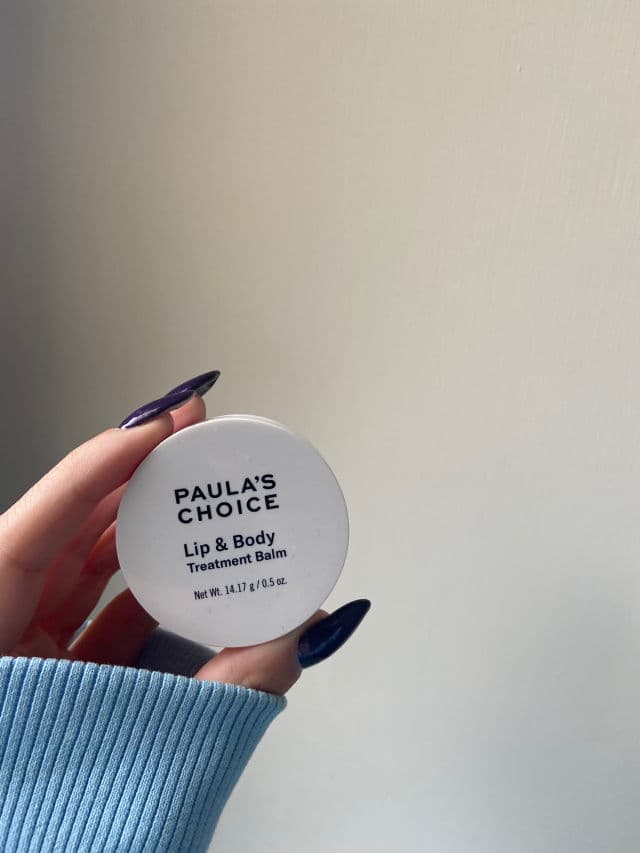 PAULA'S
CHOICE
Lip & Body
Treatment Balm
Net Wt. 14.17 g / 0.5 oz.